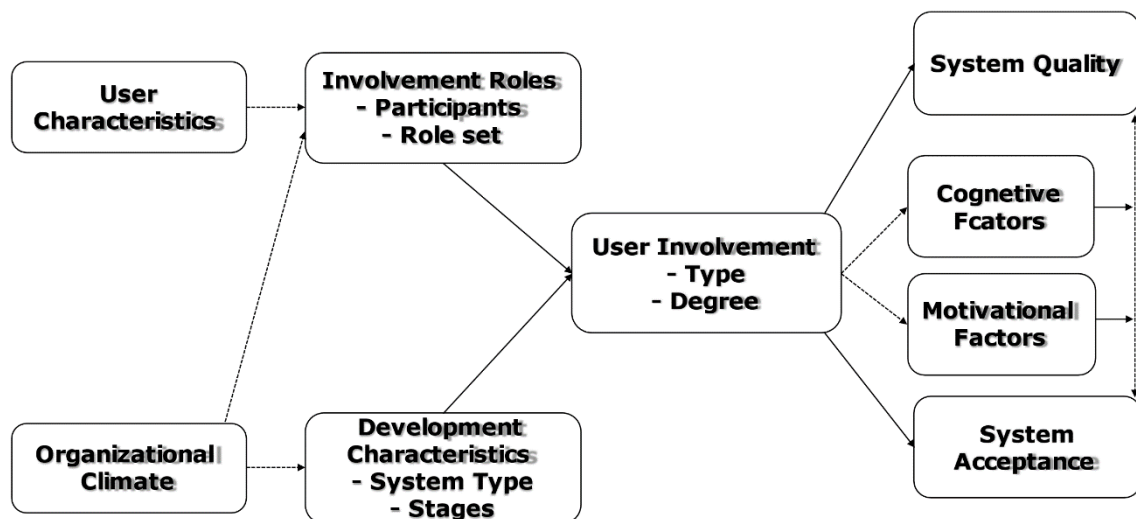 User
Characteristics
Involvement Roles
- Participants
- Role set
System Quality
Cognetive
Fcators
User Involvement
- Type
- Degree
Motivational
Factors
Organizational
Climate
Development
Characteristics
- System Type
- Stages
System
Acceptance